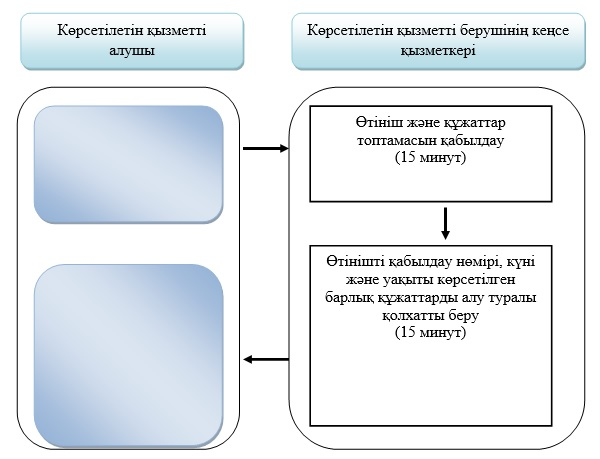 Көрсетілетін қызметті
алушы
Көрсетілетін қызметті берушінің кеңсе
қызметкері
Өтініш және құжаттар
топтамасын қабылдау
(15 минут)
Өтінішті қабылдау нөмірі, күні
және уақыты көрсетілген
барлық құжаттарды алу туралы
қолхатты беру
(15 минут)